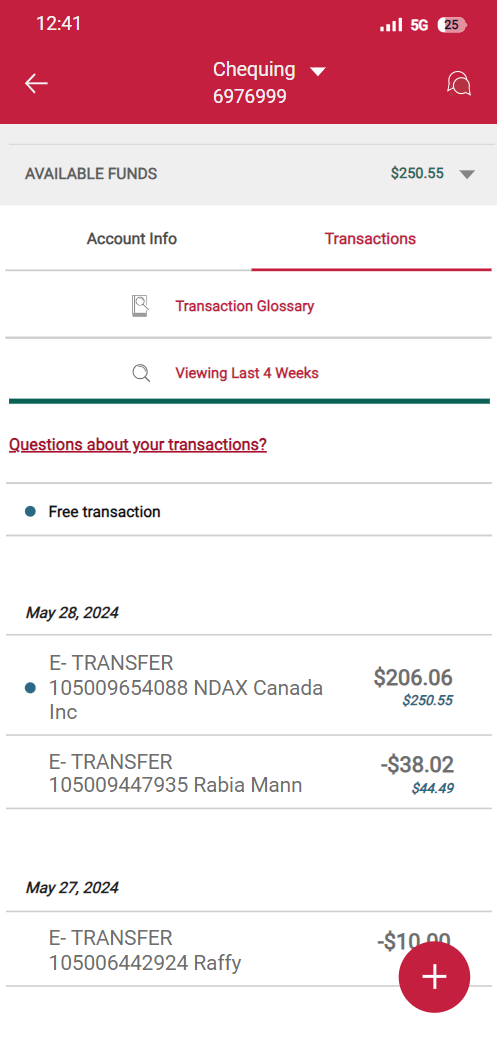 12:41
5G 25
Chequing
6976999
AVAILABLE FUNDS $250.55
Account Info Transactions
Transaction Glossary
Viewing Last 4 Weeks
Questions about your transactions?
Free transaction
May 28, 2024
E- TRANSFER
105009654088 NDAX Canada
Inc
$206.06
$250.55
E- TRANSFER
105009447935 Rabia Mann
-$38.02
$44.49
May 27, 2024
E- TRANSFER
105006442924 Raffy
-$10.00